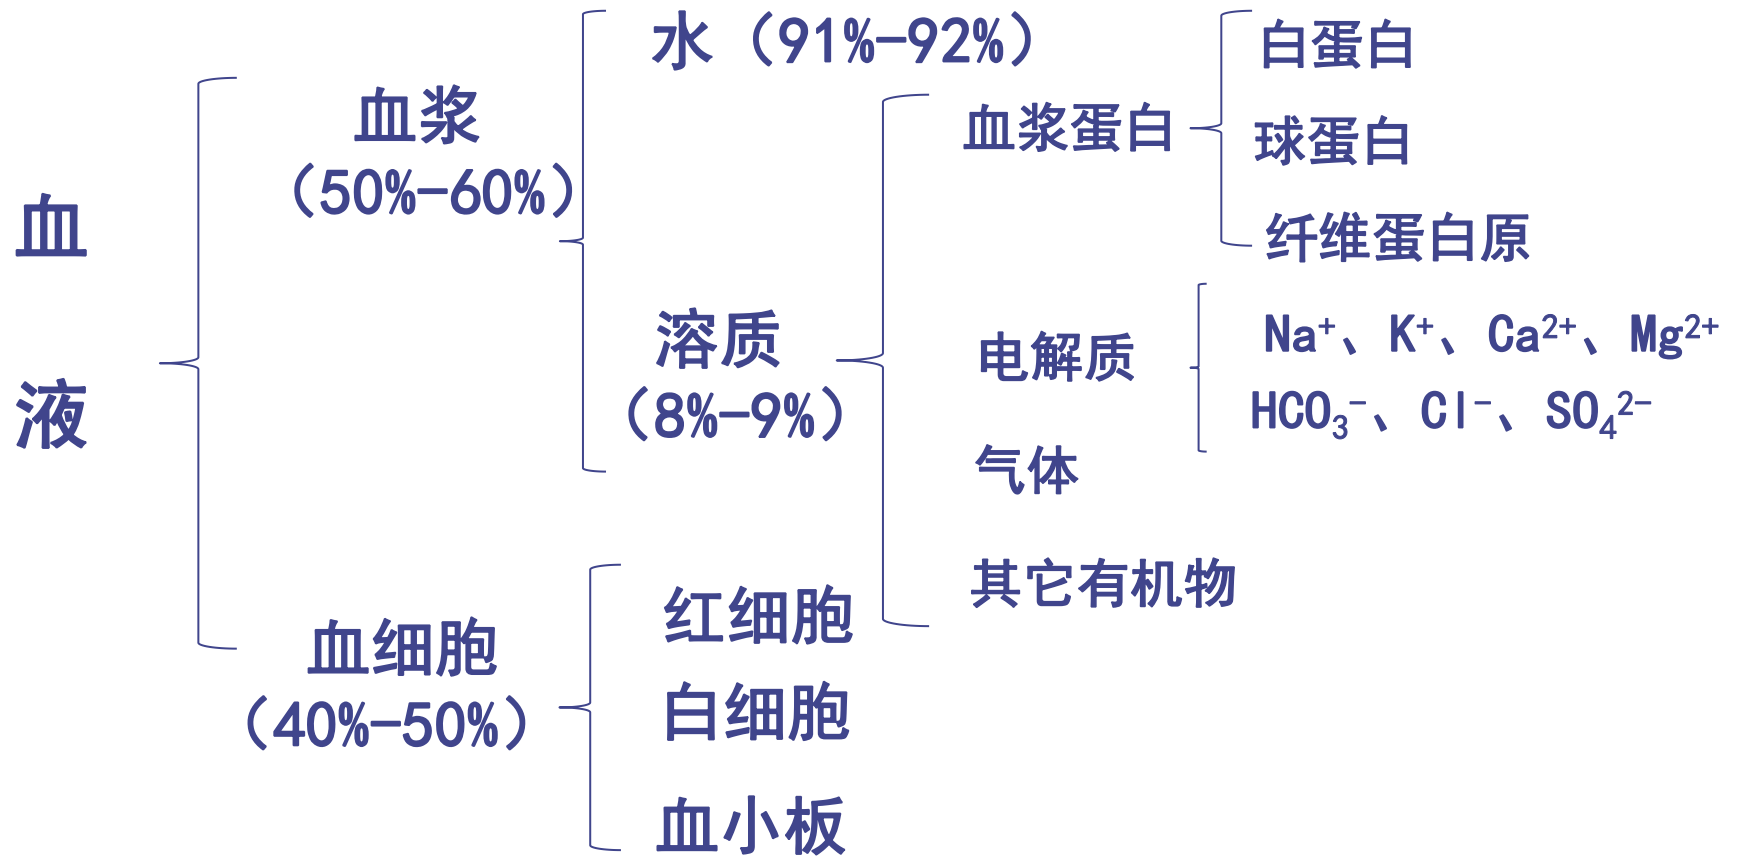 血
液
血浆
（50%-60%）
水（91%-92%）
溶质
（8%-9%）
血浆蛋白
白蛋白
球蛋白
纤维蛋白原
电解质
Na⁺、K⁺、Ca²⁺、Mg²⁺
HCO₃⁻、Cl⁻、SO₄²⁻
气体
其它有机物
血细胞
（40%-50%）
红细胞
白细胞
血小板